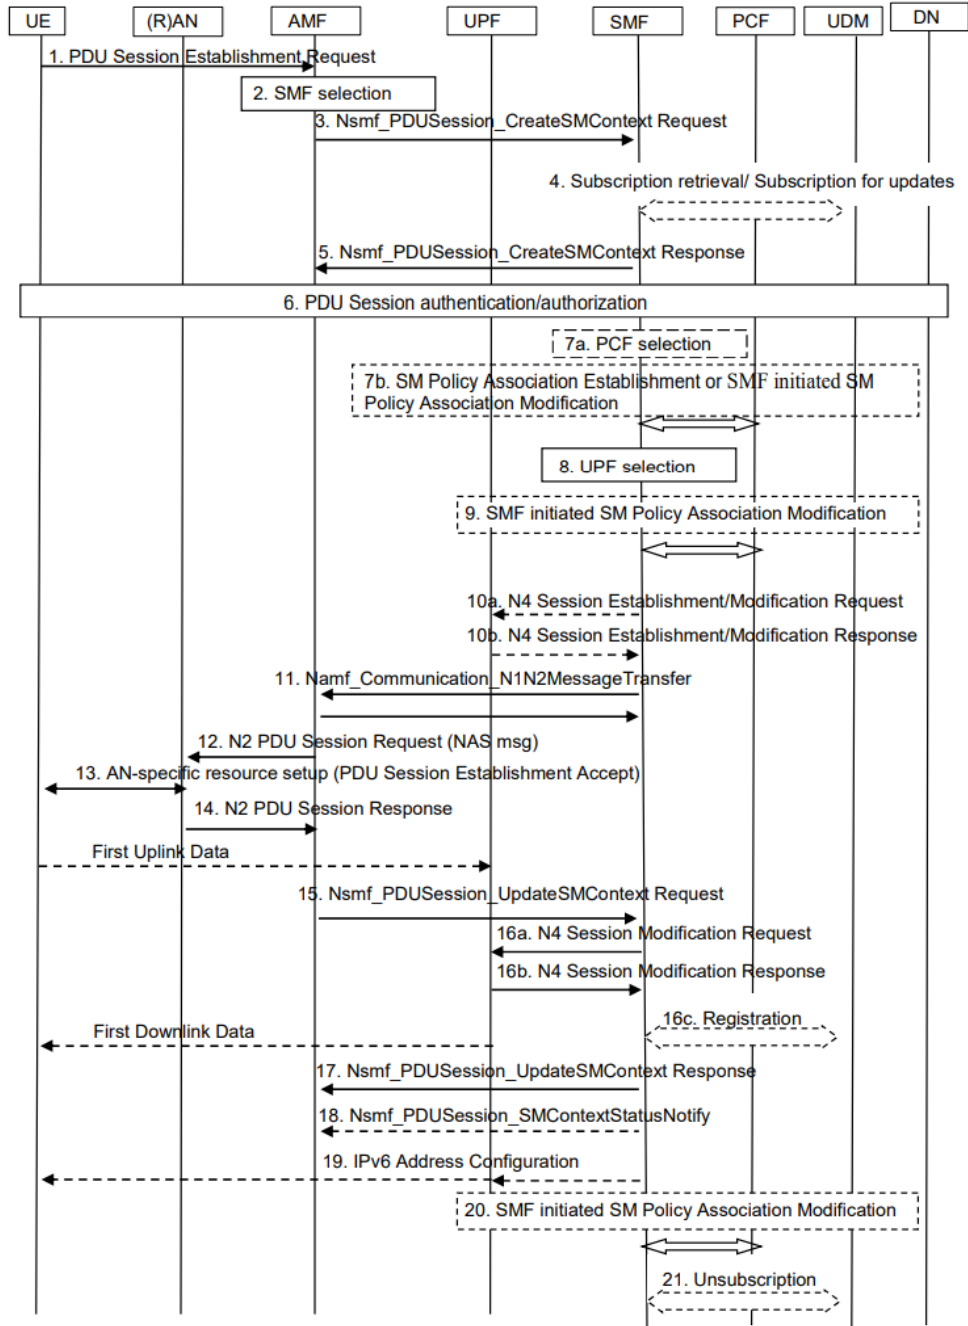 UE (R)AN AMF UPF SMF PCF UDM DN
1. PDU Session Establishment Request
2. SMF selection
3. Nsmf_PDUSession_CreateSMContext Request
4. Subscription retrieval/ Subscription for updates
5. Nsmf_PDUSession_CreateSMContext Response
6. PDU Session authentication/authorization
7a. PCF selection
7b. SM Policy Association Establishment or SMF initiated SM
Policy Association Modification
8. UPF selection
9. SMF initiated SM Policy Association Modification
10a. N4 Session Establishment/Modification Request
10b. N4 Session Establishment/Modification Response
11. Namf_Communication_N1N2MessageTransfer
12. N2 PDU Session Request (NAS msg)
13. AN-specific resource setup (PDU Session Establishment Accept)
14. N2 PDU Session Response
First Uplink Data
15. Nsmf_PDUSession_UpdateSMContext Request
16a. N4 Session Modification Request
16b. N4 Session Modification Response
16c. Registration
First Downlink Data
17. Nsmf_PDUSession_UpdateSMContext Response
18. Nsmf_PDUSession_SMContextStatusNotify
19. IPv6 Address Configuration
20. SMF initiated SM Policy Association Modification
21. Unsubscription